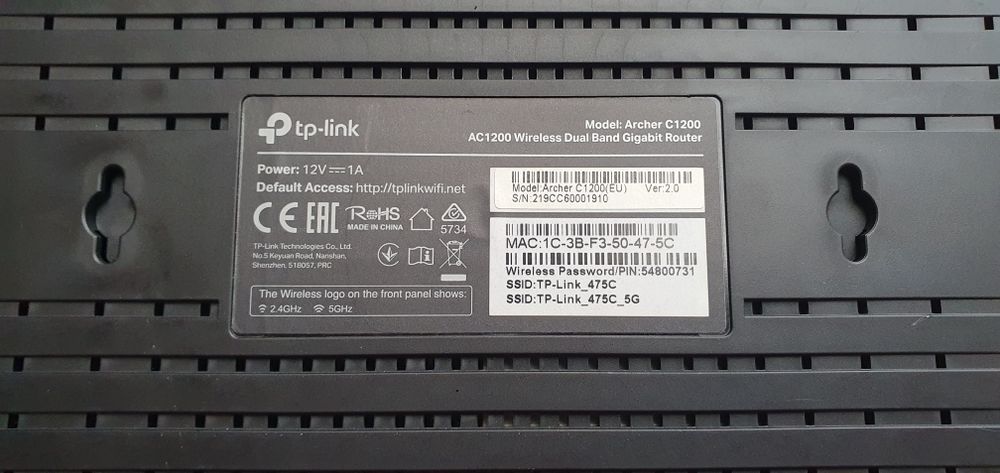 tp-link
Model: Archer C1200
AC1200 Wireless Dual Band Gigabit Router
Power: 12V⎓1A
Default Access: http://tplinkwifi.net
CE EAC RoHS
MADE IN CHINA
5734
TP-Link Technologies Co., Ltd.
No.5 Keyuan Road, Nanshan,
Shenzhen, 518057, PRC
The Wireless logo on the front panel shows:
2.4GHz 5GHz
Model:Archer C1200(EU) Ver:2.0
S/N:219CC60001910
MAC:1C-3B-F3-50-47-5C
Wireless Password/PIN:54800731
SSID:TP-Link_475C
SSID:TP-Link_475C_5G